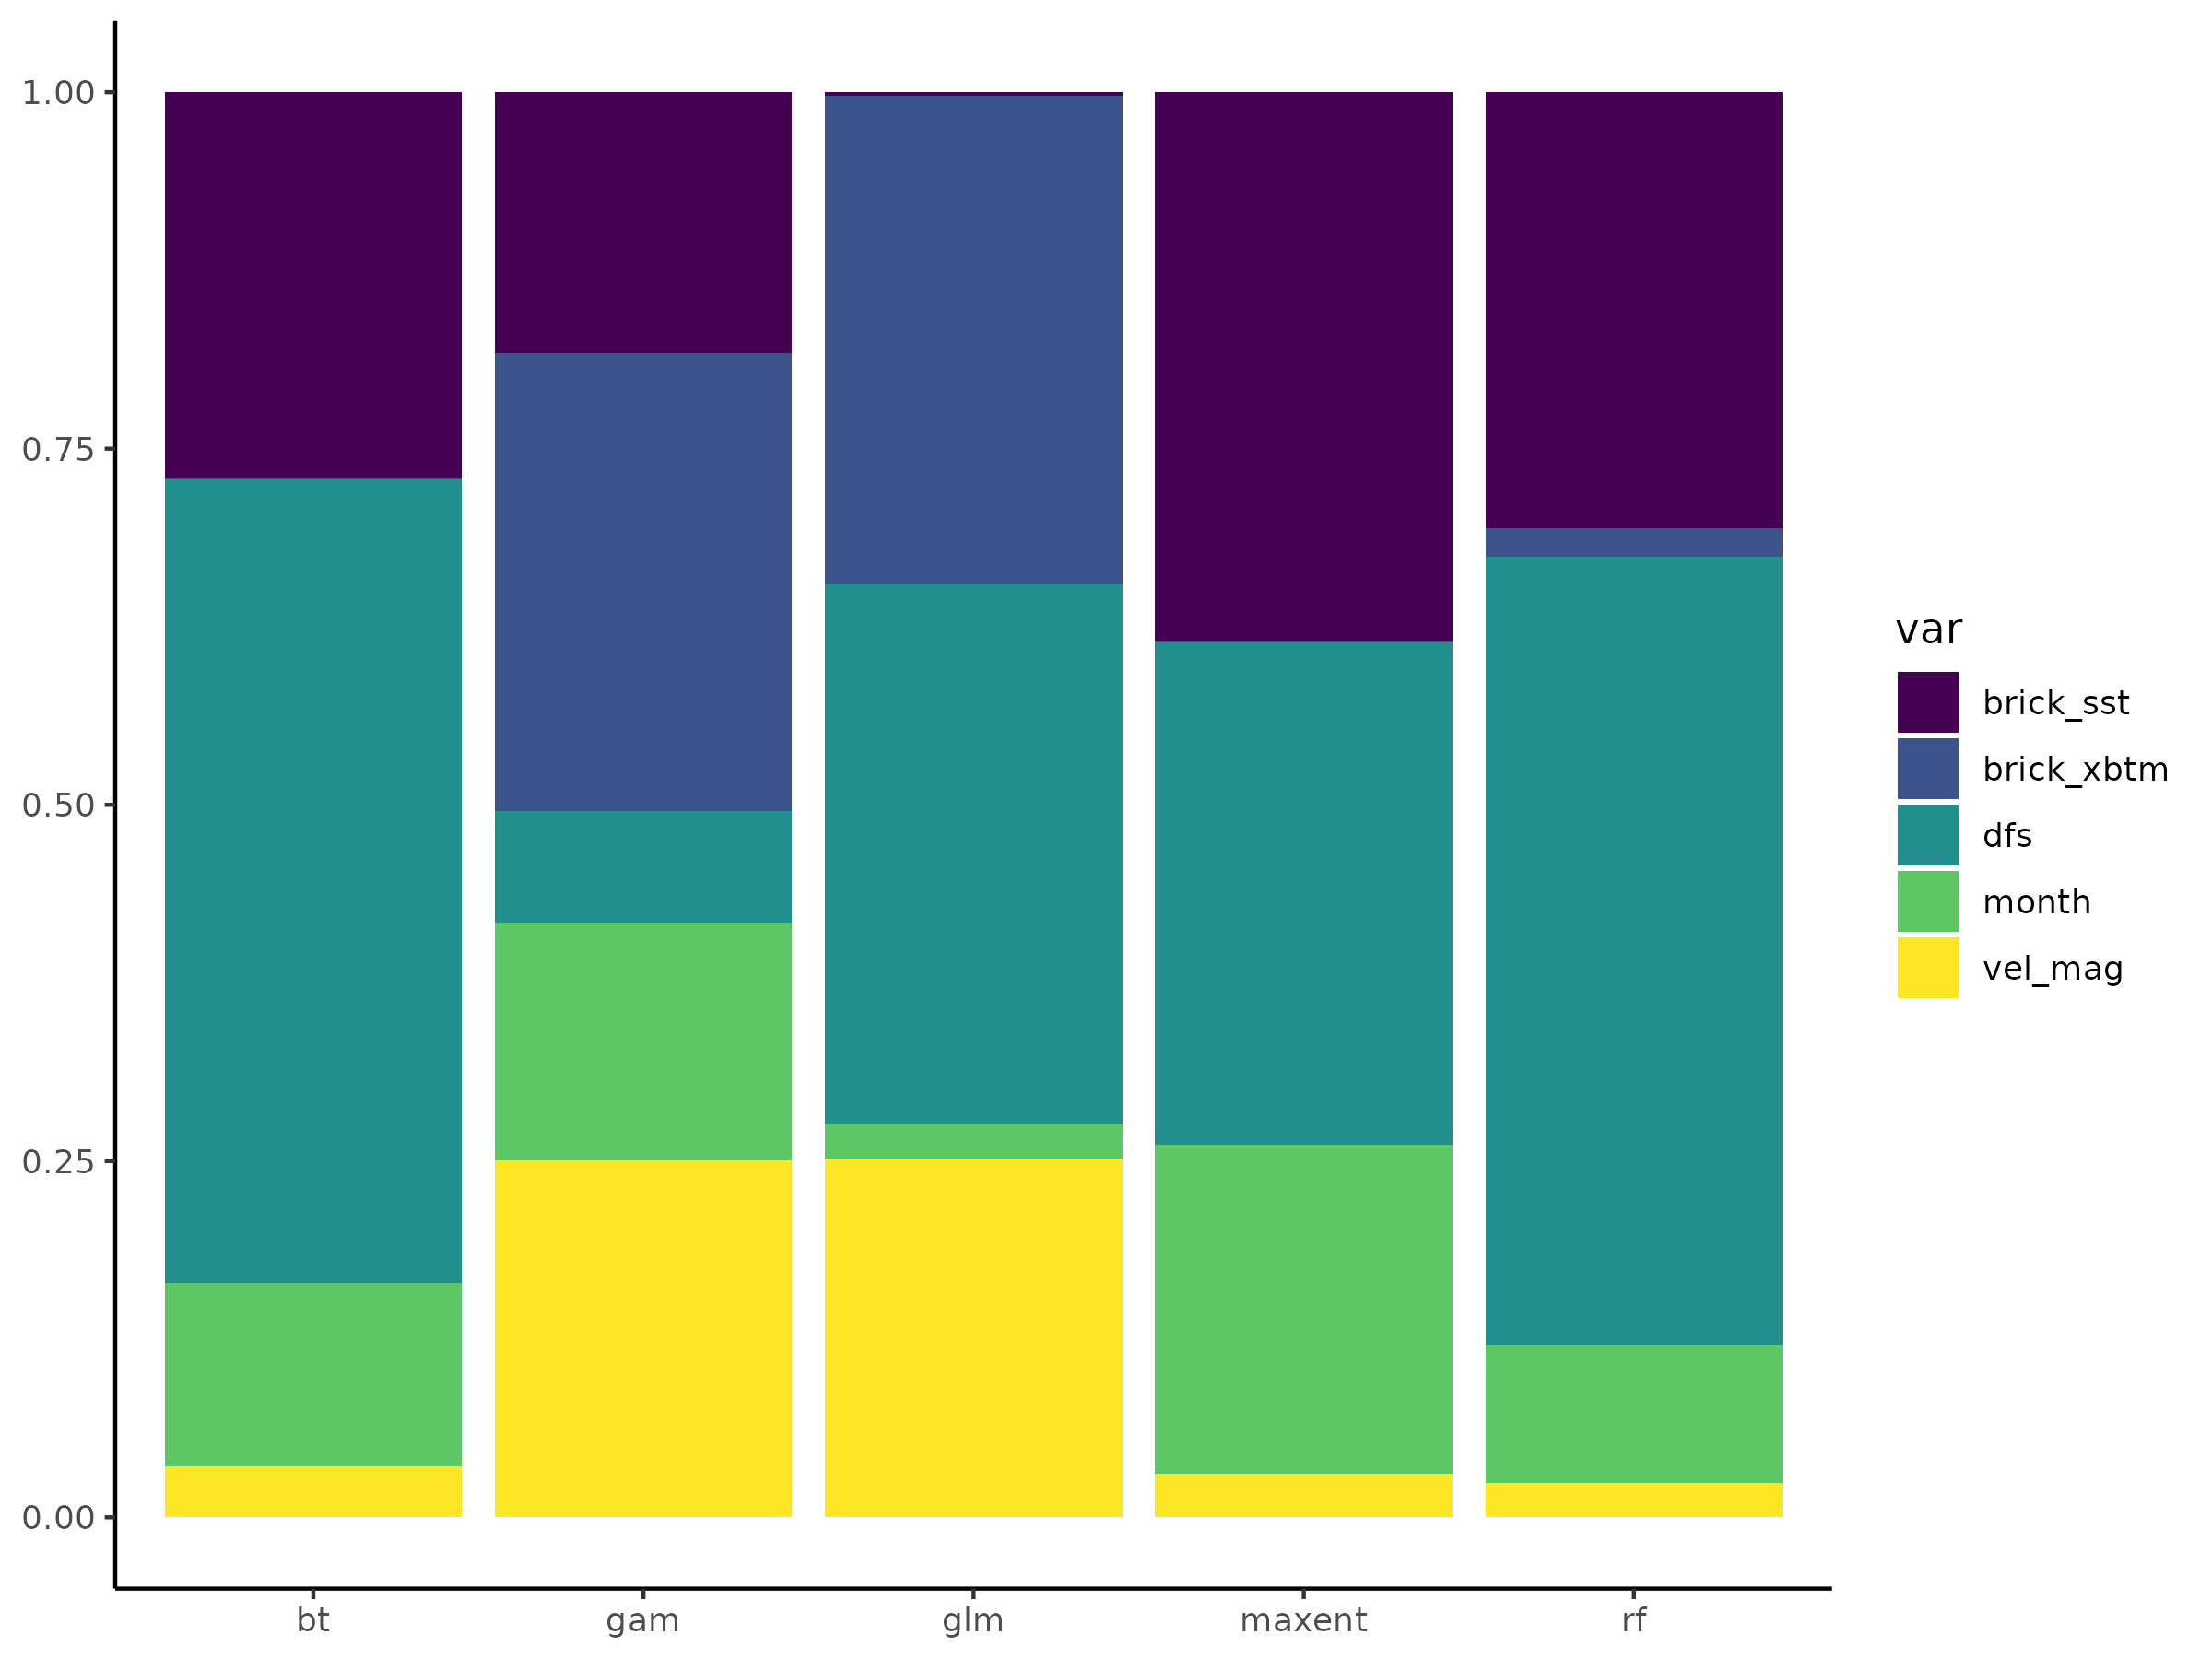 1.00
0.75
0.50
0.25
0.00
bt gam glm maxent rf
var
brick_sst
brick_xbtm
dfs
month
vel_mag